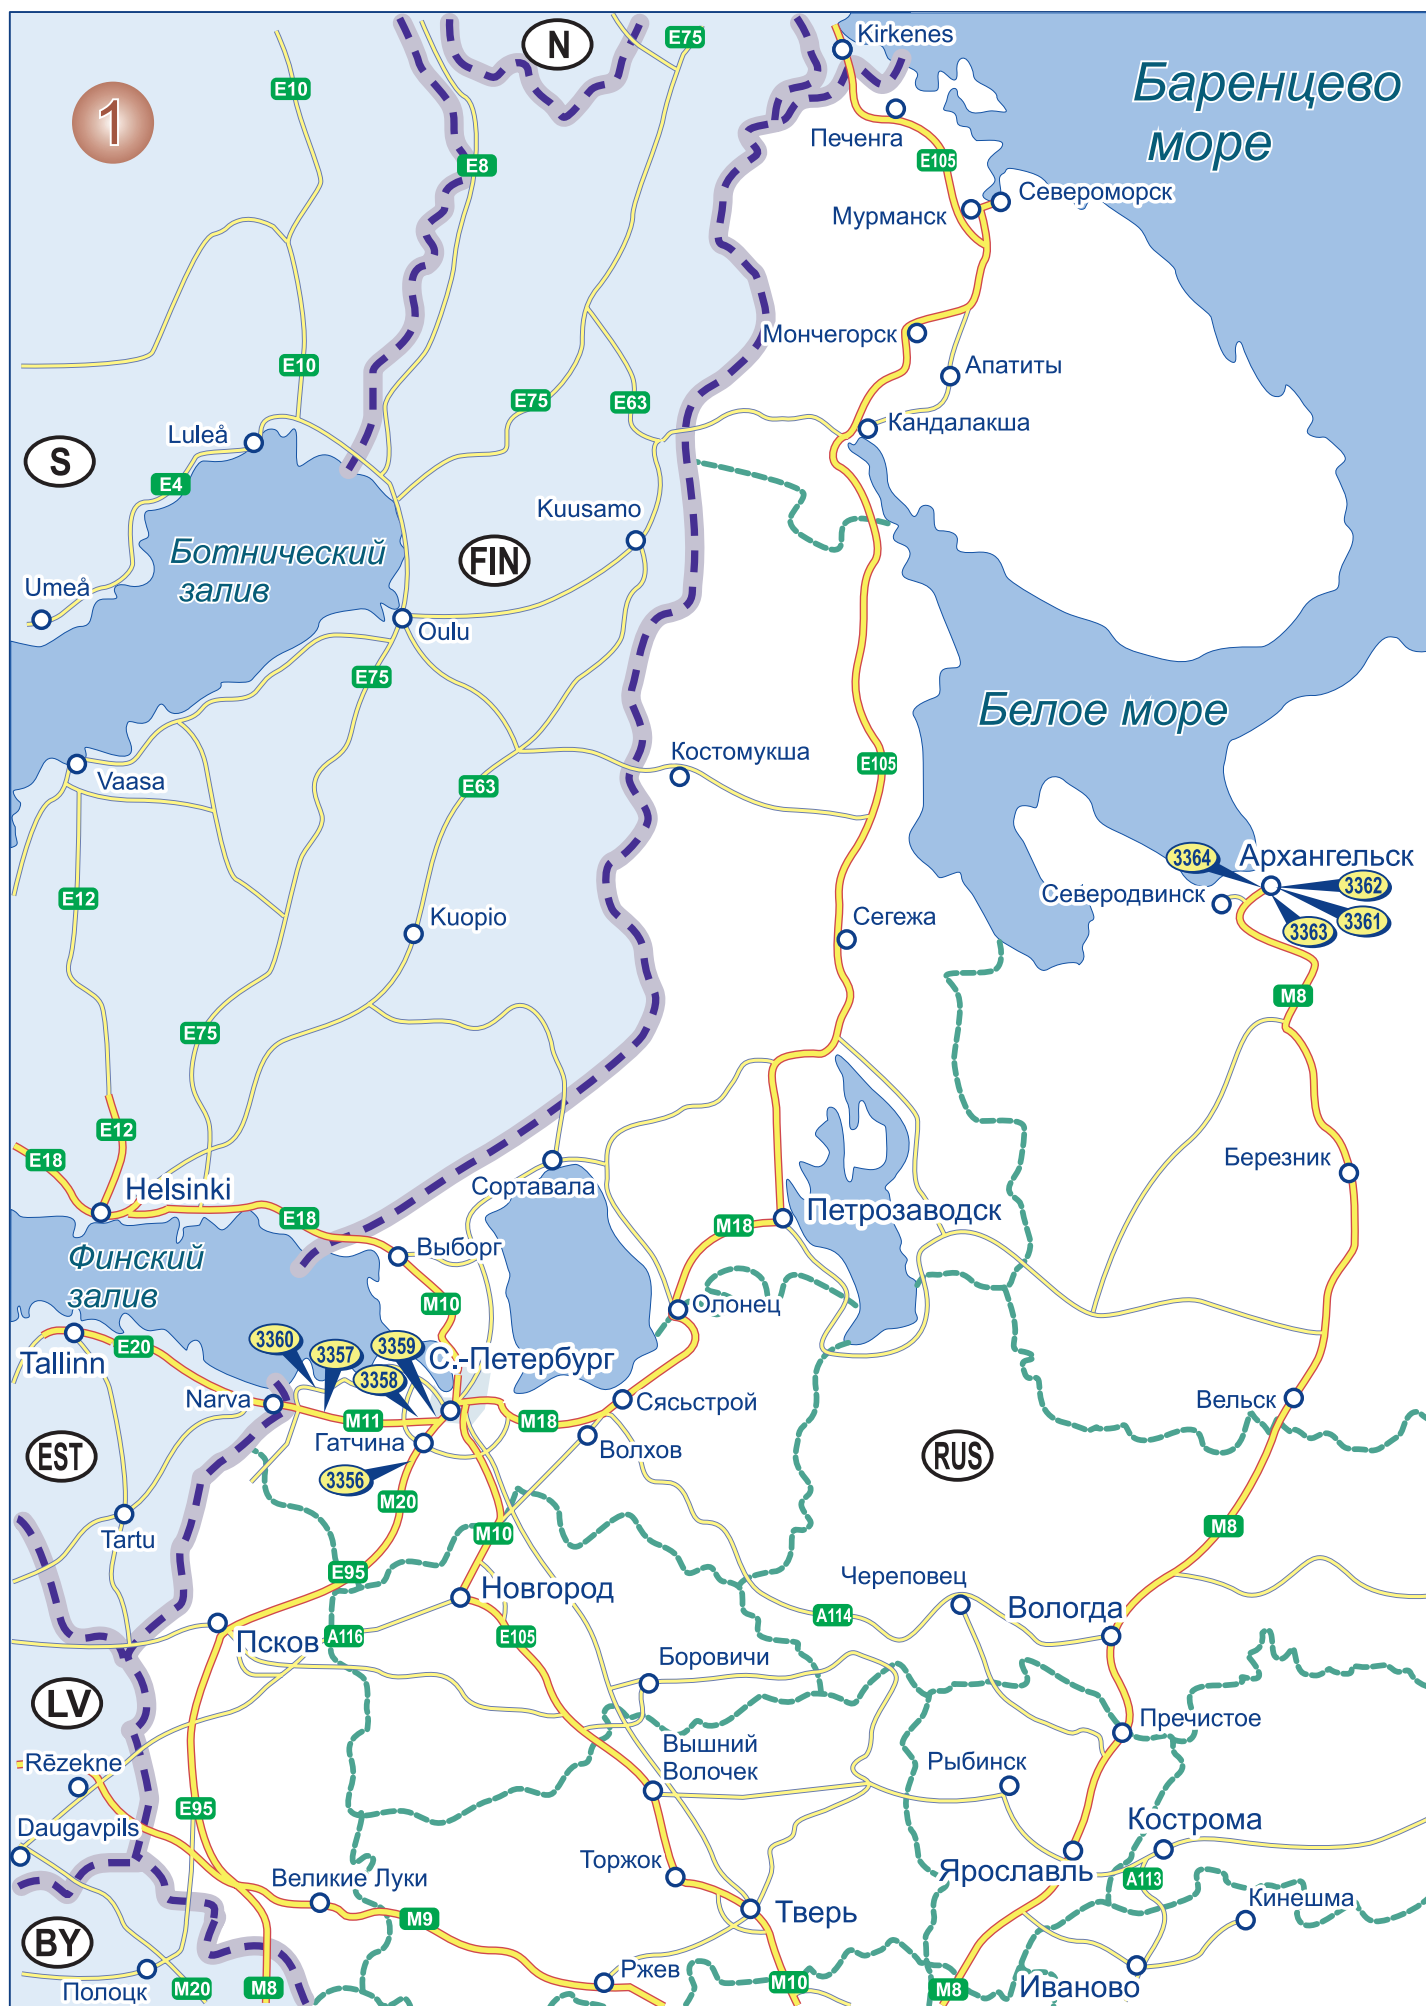 N
E75
Kirkenes
E10
1
Баренцево
море
Печенга
E105
E8
Североморск
Мурманск
Мончегорск
Апатиты
E10
E75
E63
Кандалакша
Luleå
S
E4
Kuusamo
Ботнический
залив
FIN
Umeå
Oulu
E75
Белое море
Костомукша
E105
Vaasa
E63
3364
Архангельск
3362
Северодвинск
3361
3363
E12
Kuopio
Сегежа
M8
E75
E12
E18
Березник
Helsinki
Сортавала
Петрозаводск
E18
M18
Финский
залив
Выборг
M10
Олонец
3360
3357
3359
С.-Петербург
E20
Tallinn
3358
Narva
M11
M18
Сясьстрой
Вельск
Гатчина
Волхов
EST
RUS
3356
M20
M10
M8
Tartu
E95
Новгород
Череповец
A114
Вологда
Псков
A116
E105
Боровичи
LV
Пречистое
Вышний
Волочек
Rēzekne
Рыбинск
E95
Daugavpils
Кострома
Торжок
Ярославль
Великие Луки
A113
Кинешма
M9
Тверь
BY
Ржев
Полоцк
M20
M8
M10
M8
Иваново